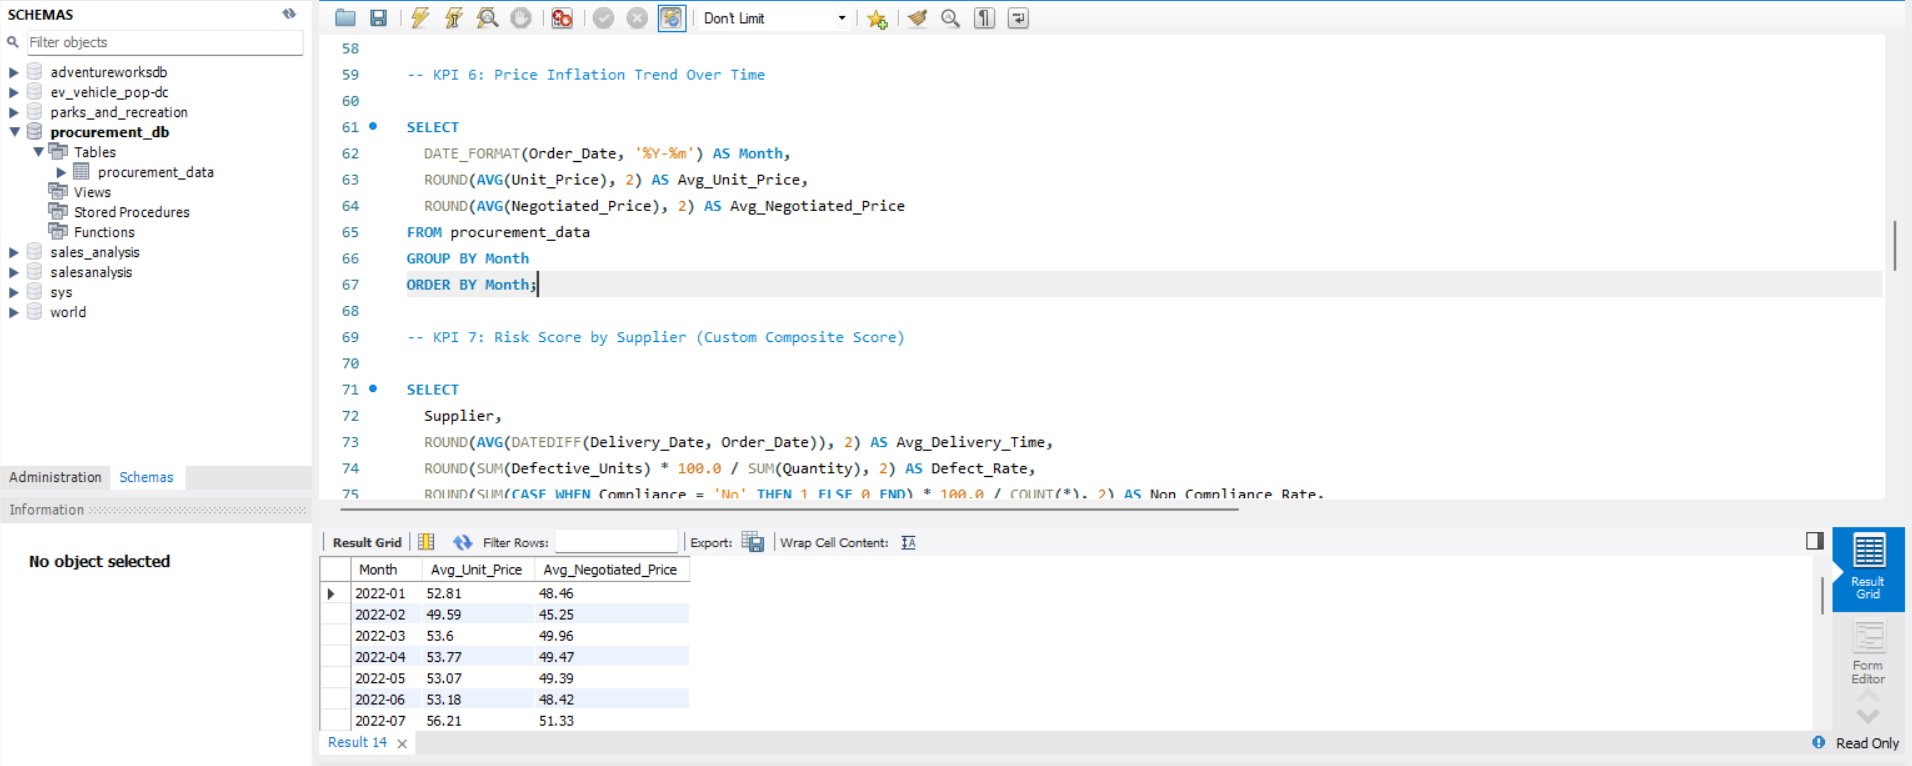 SCHEMAS
Filter objects
adventureworksdb
ev_vehicle_pop-dc
parks_and_recreation
procurement_db
Tables
procurement_data
Views
Stored Procedures
Functions
sales_analysis
salesanalysis
sys
world
Administration Schemas
Information
No object selected
Don't Limit
58
59 -- KPI 6: Price Inflation Trend Over Time
60
61 SELECT
62 DATE_FORMAT(Order_Date, '%Y-%m') AS Month,
63 ROUND(AVG(Unit_Price), 2) AS Avg_Unit_Price,
64 ROUND(AVG(Negotiated_Price), 2) AS Avg_Negotiated_Price
65 FROM procurement_data
66 GROUP BY Month
67 ORDER BY Month;
68
69 -- KPI 7: Risk Score by Supplier (Custom Composite Score)
70
71 SELECT
72 Supplier,
73 ROUND(AVG(DATEDIFF(Delivery_Date, Order_Date)), 2) AS Avg_Delivery_Time,
74 ROUND(SUM(Defective_Units) * 100.0 / SUM(Quantity), 2) AS Defect_Rate,
75 ROUND(SUM(CASE WHEN Compliance = 'No' THEN 1 ELSE 0 END) * 100.0 / COUNT(*), 2) AS Non_Compliance_Rate,
Result Grid Filter Rows: Export: Wrap Cell Content:
Month Avg_Unit_Price Avg_Negotiated_Price
2022-01 52.81 48.46
2022-02 49.59 45.25
2022-03 53.6 49.96
2022-04 53.77 49.47
2022-05 53.07 49.39
2022-06 53.18 48.42
2022-07 56.21 51.33
Result 14
Result
Grid
Form
Editor
Read Only